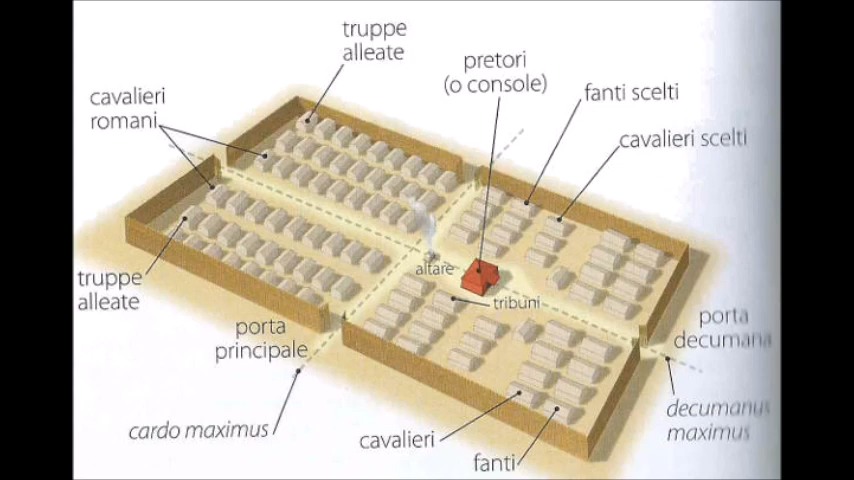 truppe
alleate
pretori
(o console)
cavalieri
romani
fanti scelti
cavalieri scelti
altare
tribuni
truppe
alleate
porta
principale
porta
decumana
cardo maximus
decumanus
maximus
cavalieri
fanti